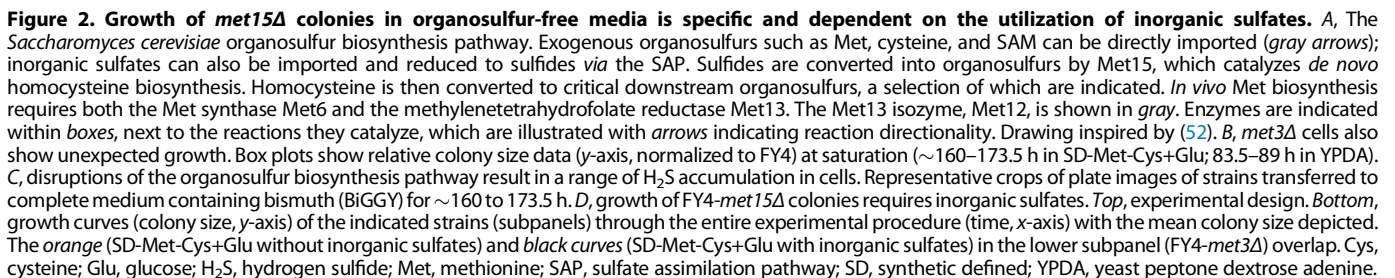 Figure 2. Growth of met15Δ colonies in organosulfur-free media is specific and dependent on the utilization of inorganic sulfates. A, The
Saccharomyces cerevisiae organosulfur biosynthesis pathway. Exogenous organosulfurs such as Met, cysteine, and SAM can be directly imported (gray arrows);
inorganic sulfates can also be imported and reduced to sulfides via the SAP. Sulfides are converted into organosulfurs by Met15, which catalyzes de novo
homocysteine biosynthesis. Homocysteine is then converted to critical downstream organosulfurs, a selection of which are indicated. In vivo Met biosynthesis
requires both the Met synthase Met6 and the methylenetetrahydrofolate reductase Met13. The Met13 isozyme, Met12, is shown in gray. Enzymes are indicated
within boxes, next to the reactions they catalyze, which are illustrated with arrows indicating reaction directionality. Drawing inspired by (52). B, met3Δ cells also
show unexpected growth. Box plots show relative colony size data (y-axis, normalized to FY4) at saturation (∼160–173.5 h in SD-Met-Cys+Glu; 83.5–89 h in YPDA).
C, disruptions of the organosulfur biosynthesis pathway result in a range of H₂S accumulation in cells. Representative crops of plate images of strains transferred to
complete medium containing bismuth (BiGGY) for ∼160 to 173.5 h. D, growth of FY4-met15Δ colonies requires inorganic sulfates. Top, experimental design. Bottom,
growth curves (colony size, y-axis) of the indicated strains (subpanels) through the entire experimental procedure (time, x-axis) with the mean colony size depicted.
The orange (SD-Met-Cys+Glu without inorganic sulfates) and black curves (SD-Met-Cys+Glu with inorganic sulfates) in the lower subpanel (FY4-met3Δ) overlap. Cys,
cysteine; Glu, glucose; H₂S, hydrogen sulfide; Met, methionine; SAP, sulfate assimilation pathway; SD, synthetic defined; YPDA, yeast peptone dextrose adenine.